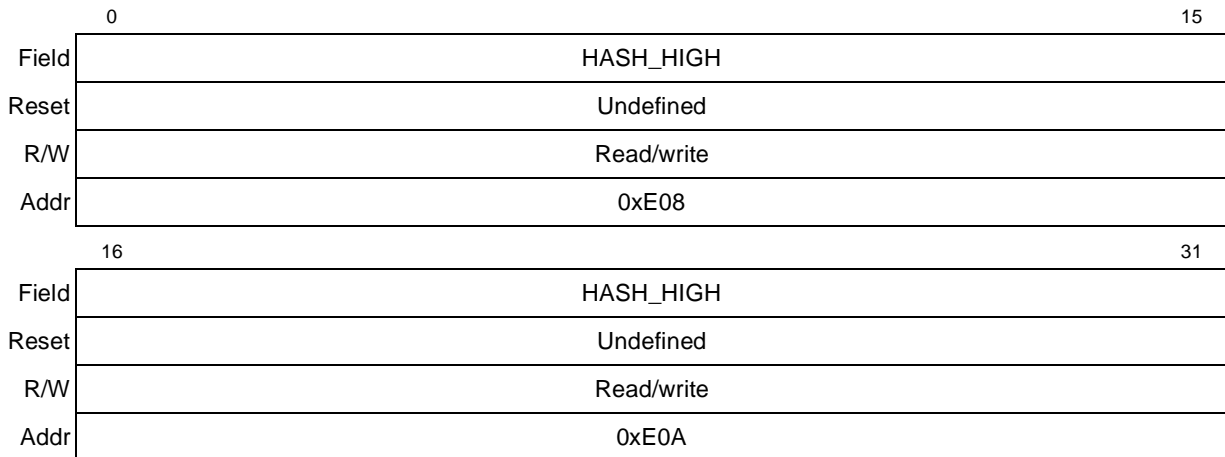 0 15
Field HASH_HIGH
Reset Undefined
R/W Read/write
Addr 0xE08
16 31
Field HASH_HIGH
Reset Undefined
R/W Read/write
Addr 0xE0A